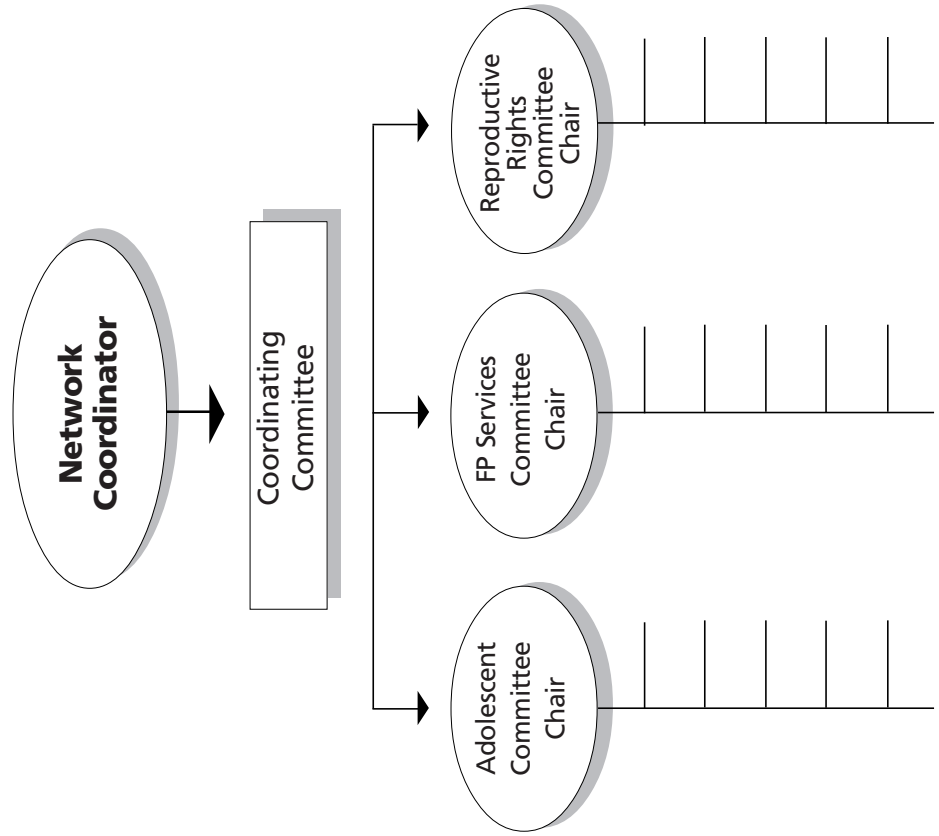 Network
Coordinator
Coordinating
Committee
Adolescent
Committee
Chair
FP Services
Committee
Chair
Reproductive
Rights
Committee
Chair